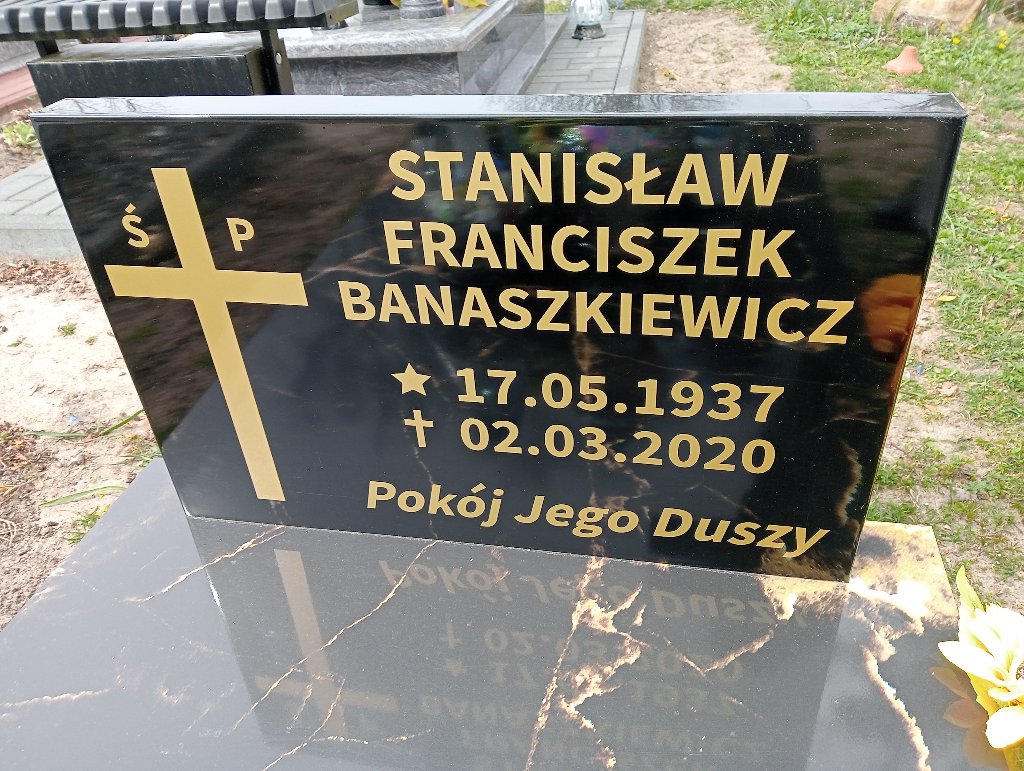 Ś P
STANISŁAW
FRANCISZEK
BANASZKIEWICZ
★ 17.05.1937
✝ 02.03.2020
Pokój Jego Duszy